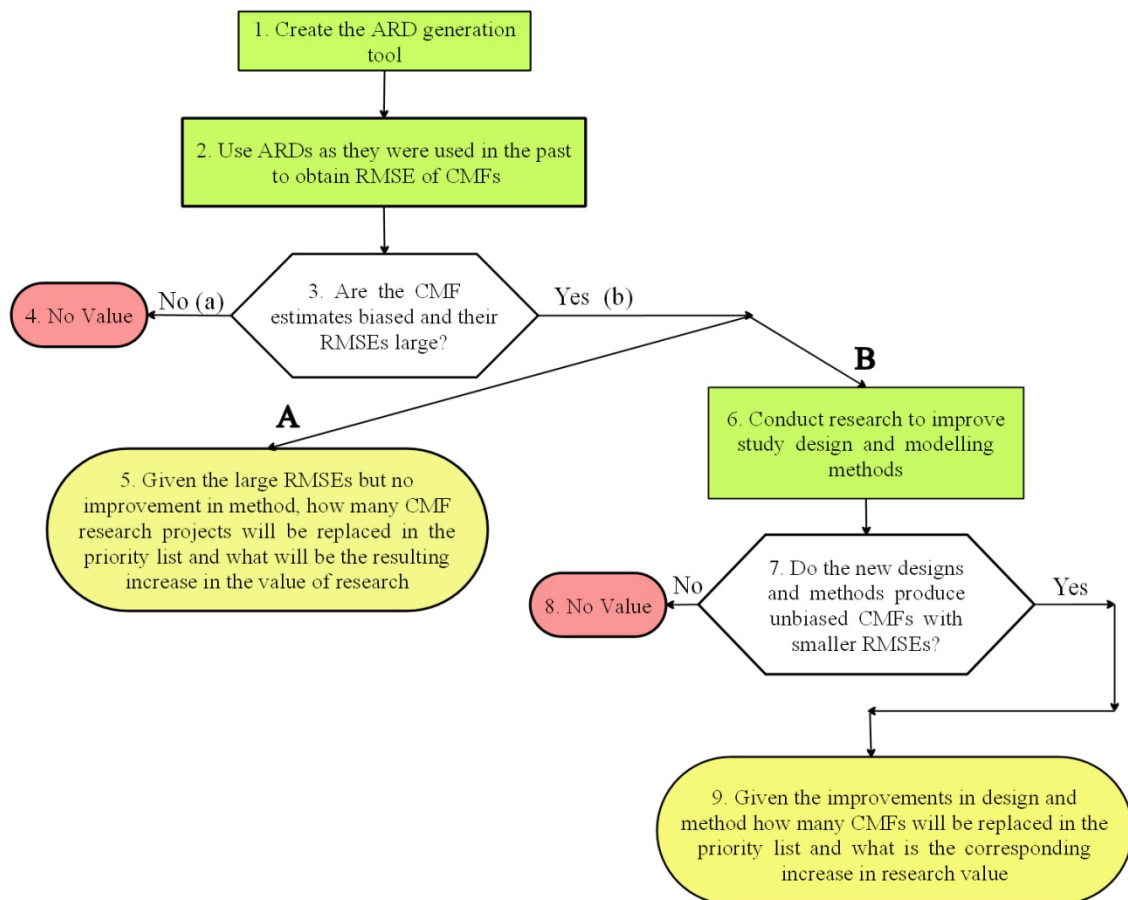 1. Create the ARD generation
tool
2. Use ARDs as they were used in the past
to obtain RMSE of CMFs
4. No Value
No (a)
3. Are the CMF
estimates biased and their
RMSEs large?
Yes (b)
A
B
5. Given the large RMSEs but no
improvement in method, how many CMF
research projects will be replaced in the
priority list and what will be the resulting
increase in the value of research
6. Conduct research to improve
study design and modelling
methods
8. No Value
No
7. Do the new designs
and methods produce
unbiased CMFs with
smaller RMSEs?
Yes
9. Given the improvements in design and
method how many CMFs will be replaced in the
priority list and what is the corresponding
increase in research value